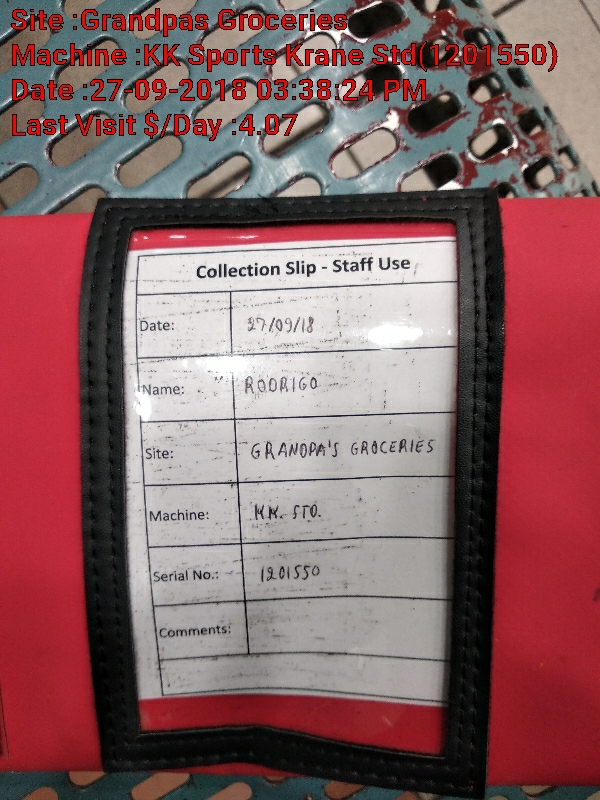 Site :Grandpas Groceries
Machine :KK Sports Krane Std(1201550)
Date :27-09-2018 03:38:24 PM
Last Visit $/Day :4.07
Collection Slip - Staff Use
Date: 27/09/18
Name: RODRIGO
Site: GRANDPA'S GROCERIES
Machine: KK. STD.
Serial No.: 1201550
Comments: